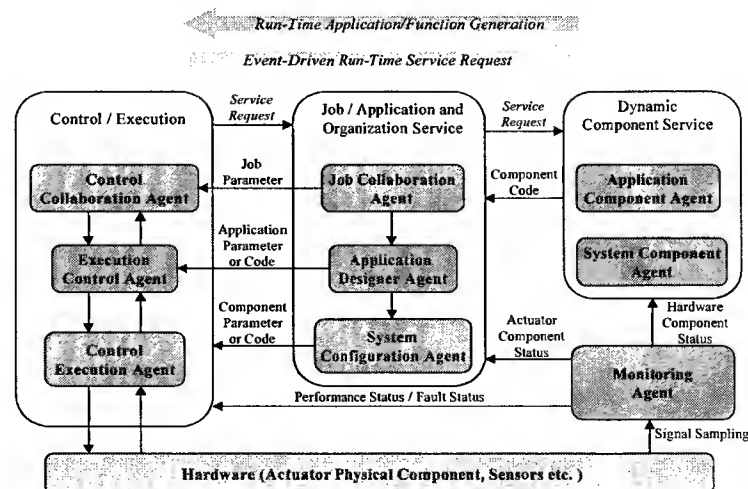 Run-Time Application/Function Generation
Event-Driven Run-Time Service Request
Control / Execution
Service
Request
Job / Application and
Organization Service
Service
Request
Dynamic
Component Service
Control
Collaboration Agent
Job
Parameter
Job Collaboration
Agent
Component
Code
Application
Component Agent
Execution
Control Agent
Application
Parameter
or Code
Application
Designer Agent
System Component
Agent
Control
Execution Agent
Component
Parameter
or Code
System
Configuration Agent
Actuator
Component
Status
Hardware
Component
Status
Monitoring
Agent
Performance Status / Fault Status
Signal Sampling
Hardware (Actuator Physical Component, Sensors etc. )